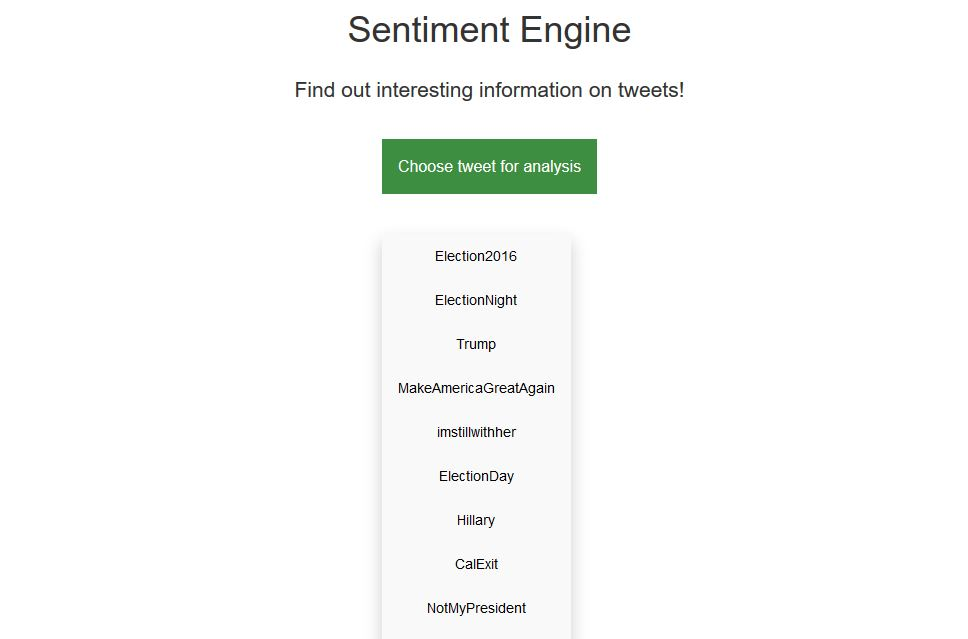 Sentiment Engine
Find out interesting information on tweets!
Choose tweet for analysis
Election2016
ElectionNight
Trump
MakeAmericaGreatAgain
imstillwithher
ElectionDay
Hillary
CalExit
NotMyPresident